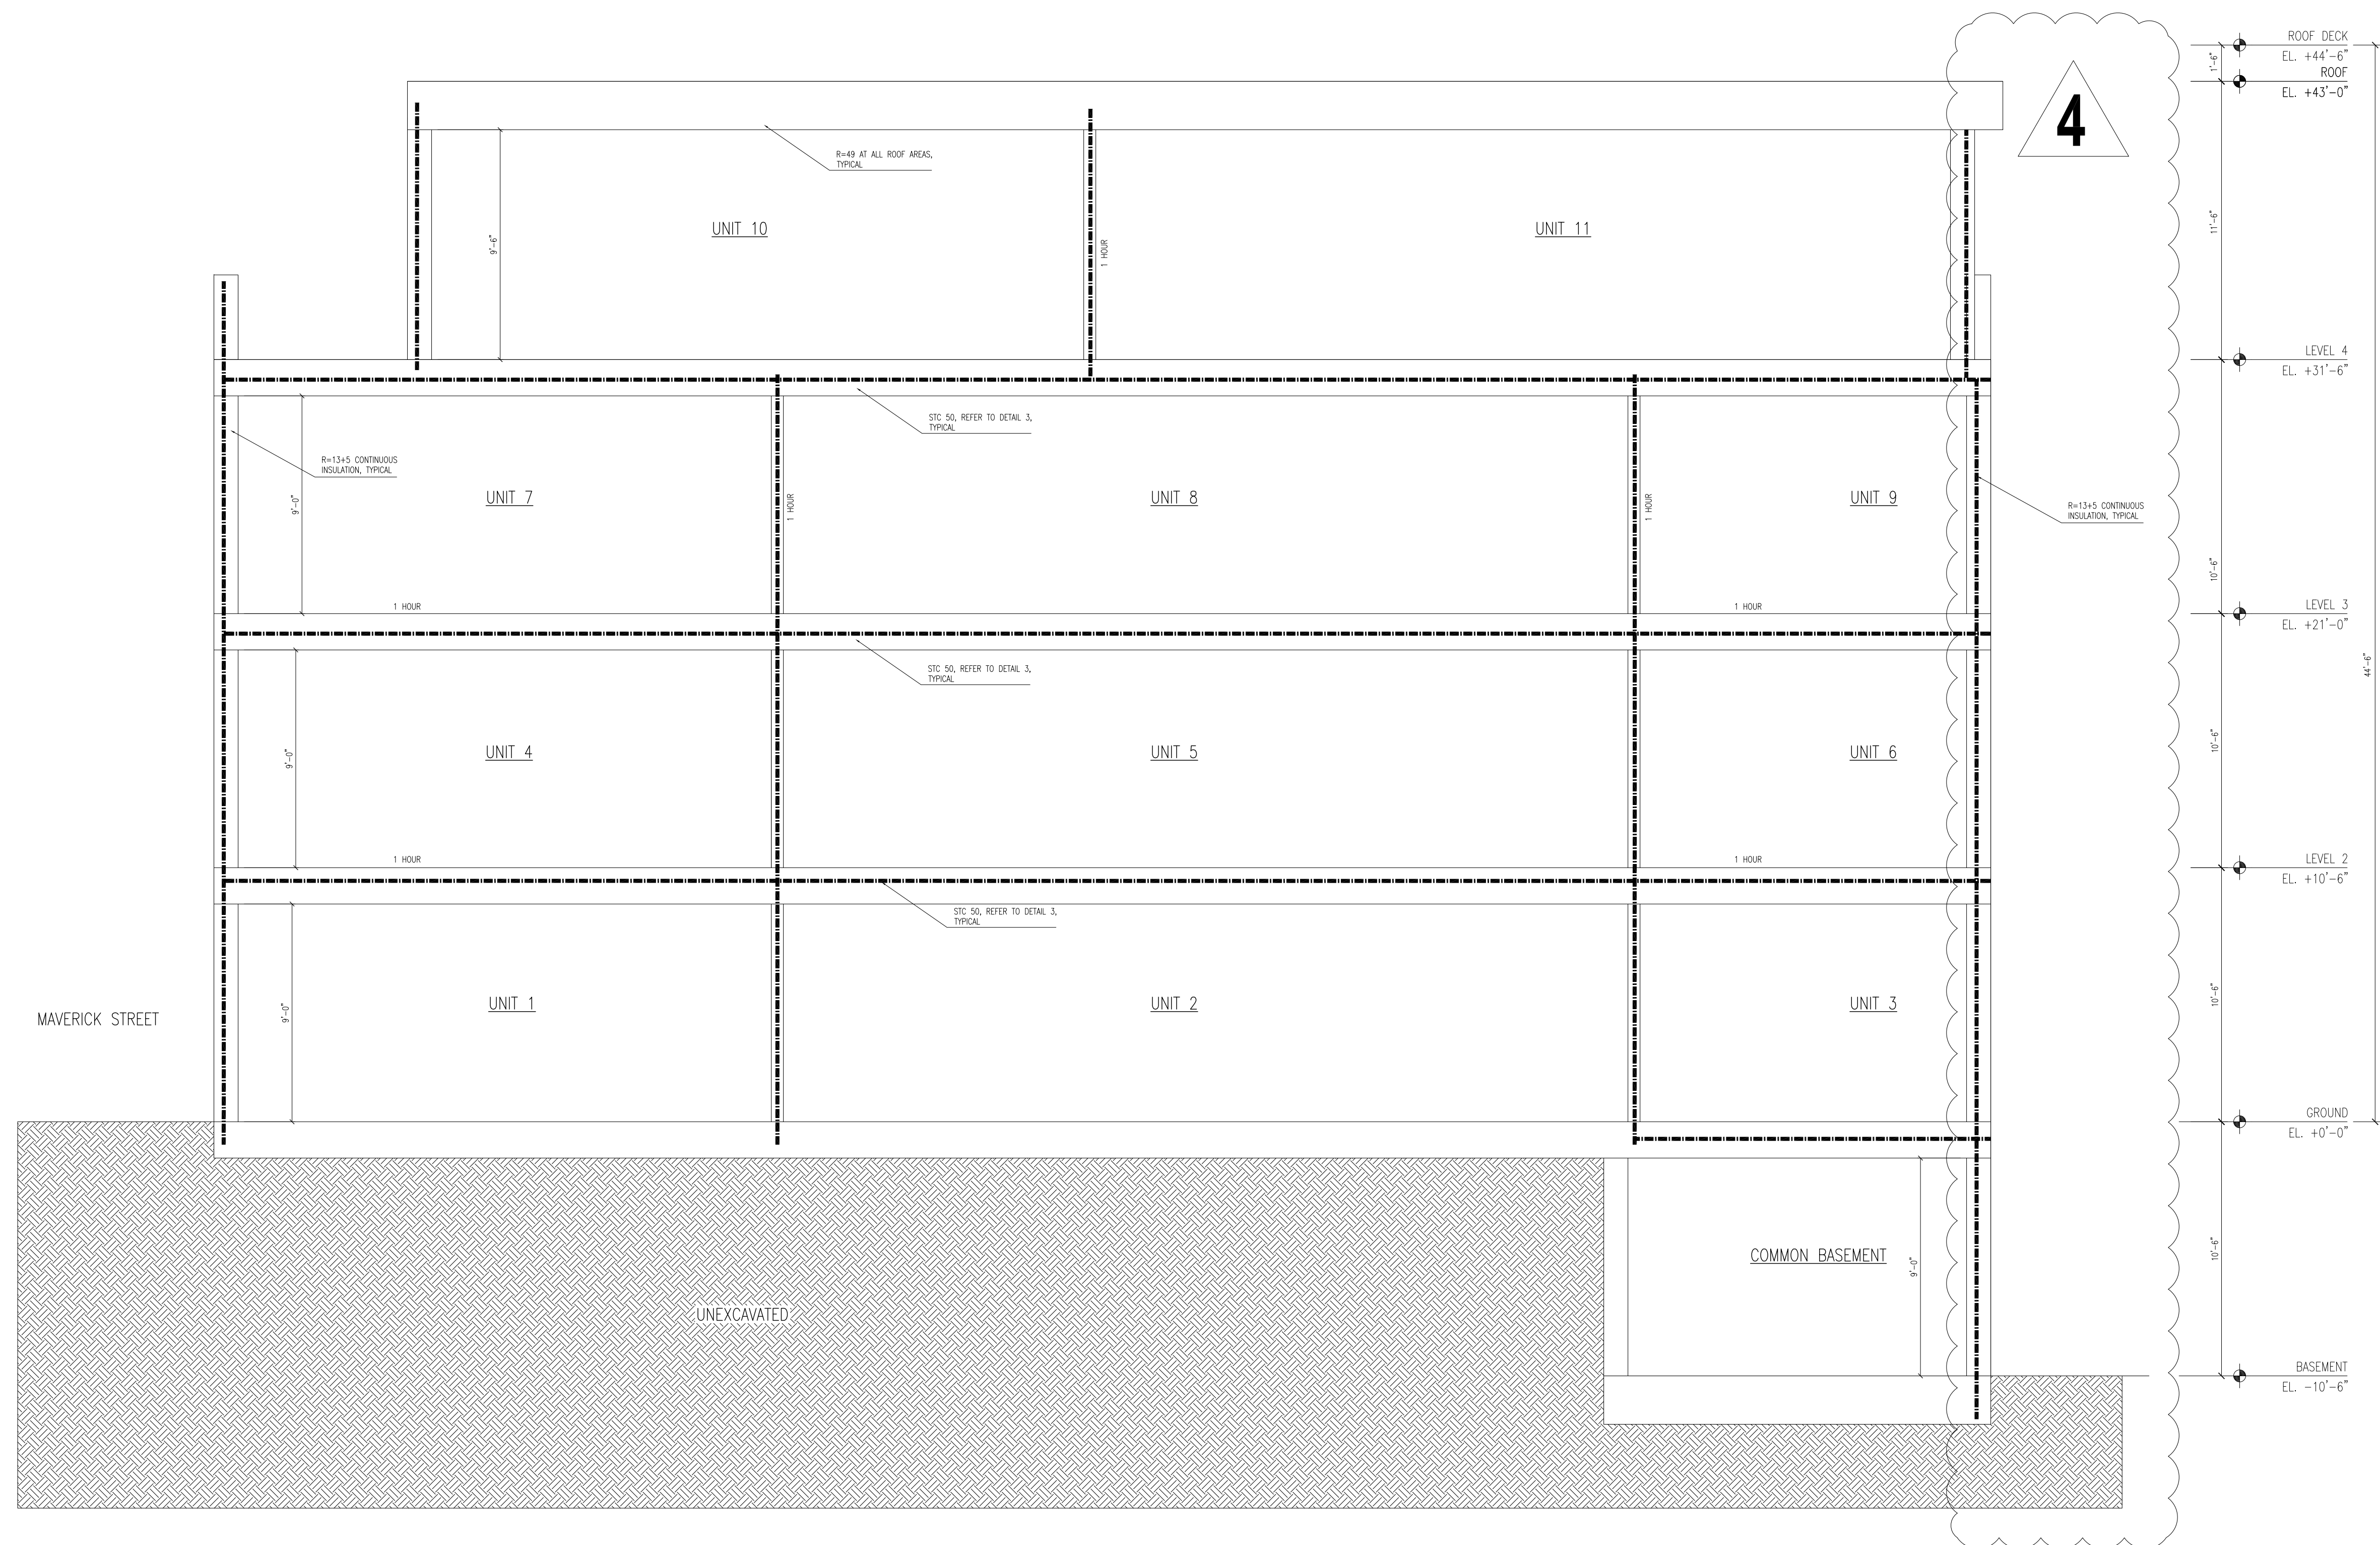 ROOF DECK
EL. +44'-6"
1'-6"
ROOF
EL. +43'-0"
4
R=49 AT ALL ROOF AREAS,
TYPICAL
UNIT 10
UNIT 11
9'-6"
1 HOUR
11'-6"
LEVEL 4
EL. +31'-6"
STC 50, REFER TO DETAIL 3,
TYPICAL
R=13+5 CONTINUOUS
INSULATION, TYPICAL
9'-0"
UNIT 7
1 HOUR
UNIT 8
1 HOUR
UNIT 9
R=13+5 CONTINUOUS
INSULATION, TYPICAL
10'-6"
1 HOUR
1 HOUR
LEVEL 3
EL. +21'-0"
44'-6"
STC 50, REFER TO DETAIL 3,
TYPICAL
9'-0"
UNIT 4
UNIT 5
UNIT 6
10'-6"
1 HOUR
1 HOUR
LEVEL 2
EL. +10'-6"
STC 50, REFER TO DETAIL 3,
TYPICAL
MAVERICK STREET
9'-0"
UNIT 1
UNIT 2
UNIT 3
10'-6"
GROUND
EL. +0'-0"
COMMON BASEMENT
9'-0"
10'-6"
UNEXCAVATED
BASEMENT
EL. -10'-6"